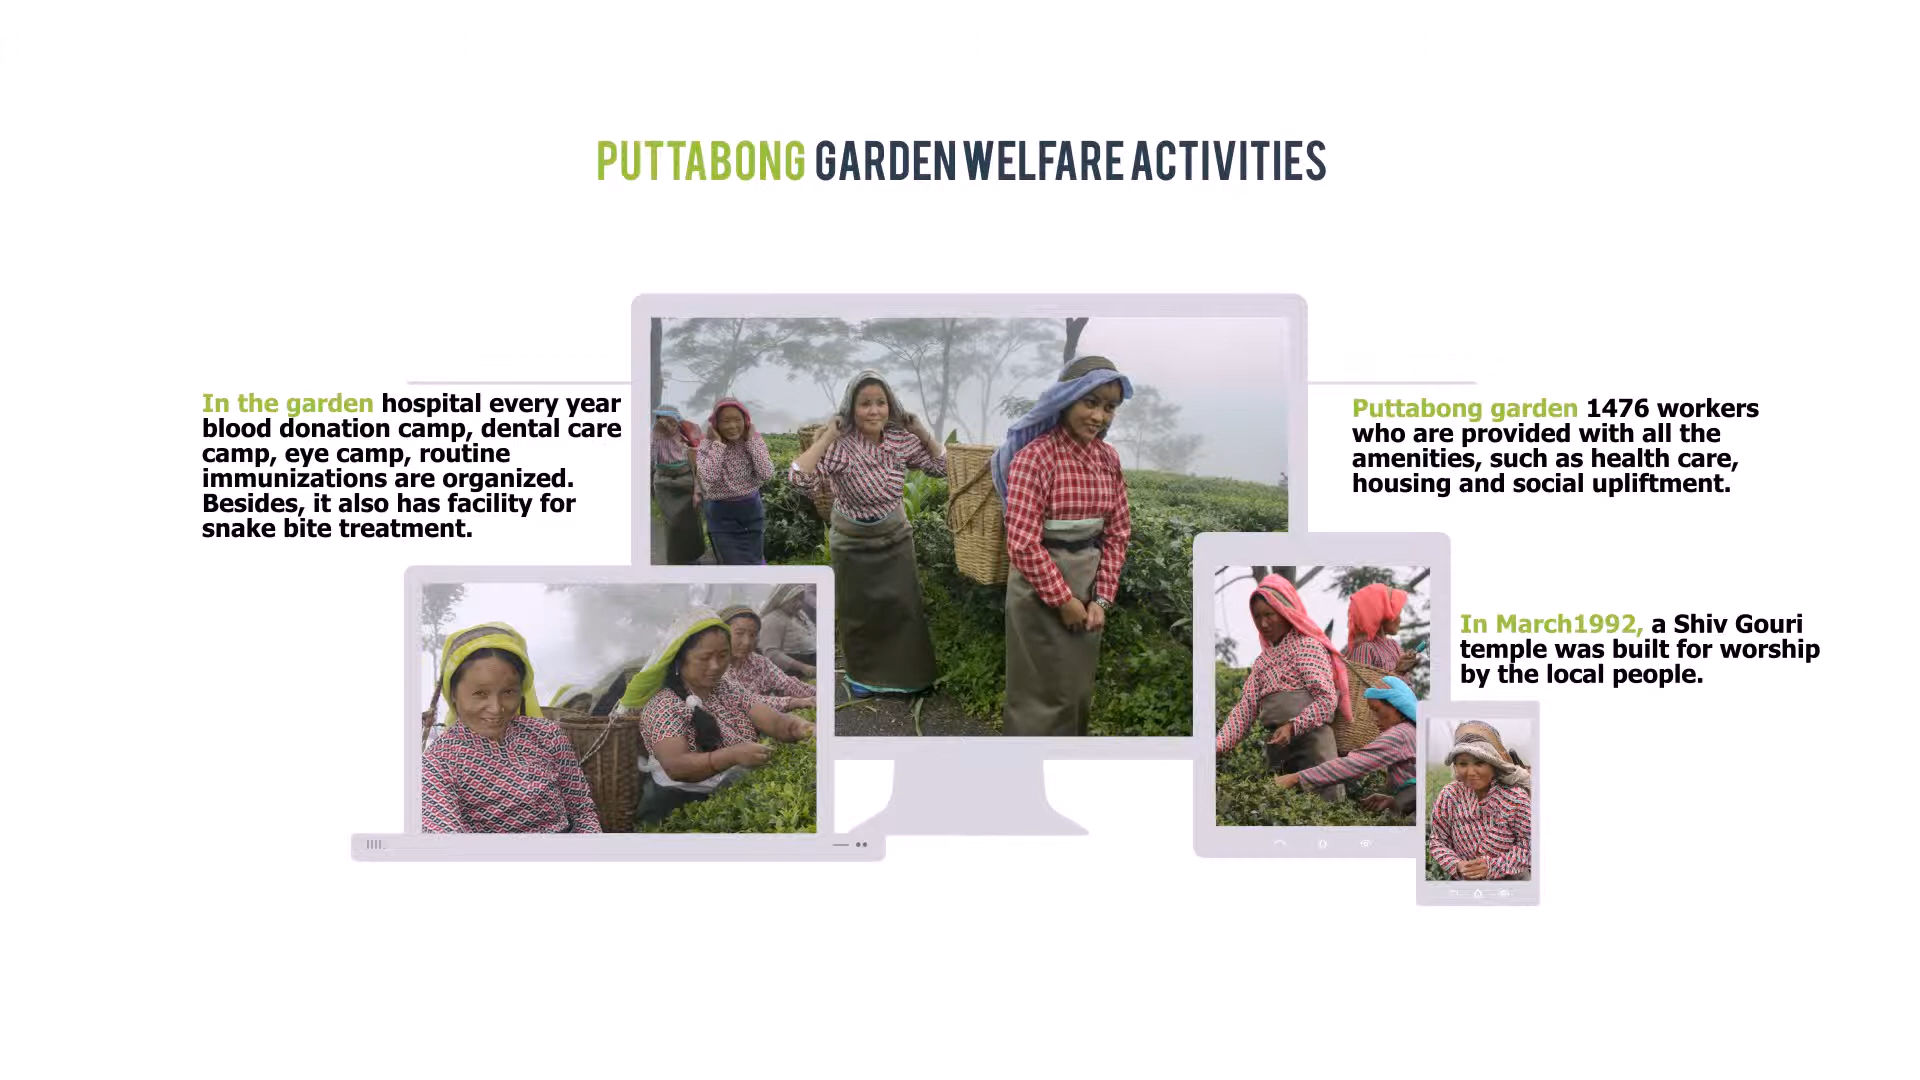 PUTTABONG GARDEN WELFARE ACTIVITIES
In the garden hospital every year
blood donation camp, dental care
camp, eye camp, routine
immunizations are organized.
Besides, it also has facility for
snake bite treatment.
Puttabong garden 1476 workers
who are provided with all the
amenities, such as health care,
housing and social upliftment.
In March1992, a Shiv Gouri
temple was built for worship
by the local people.